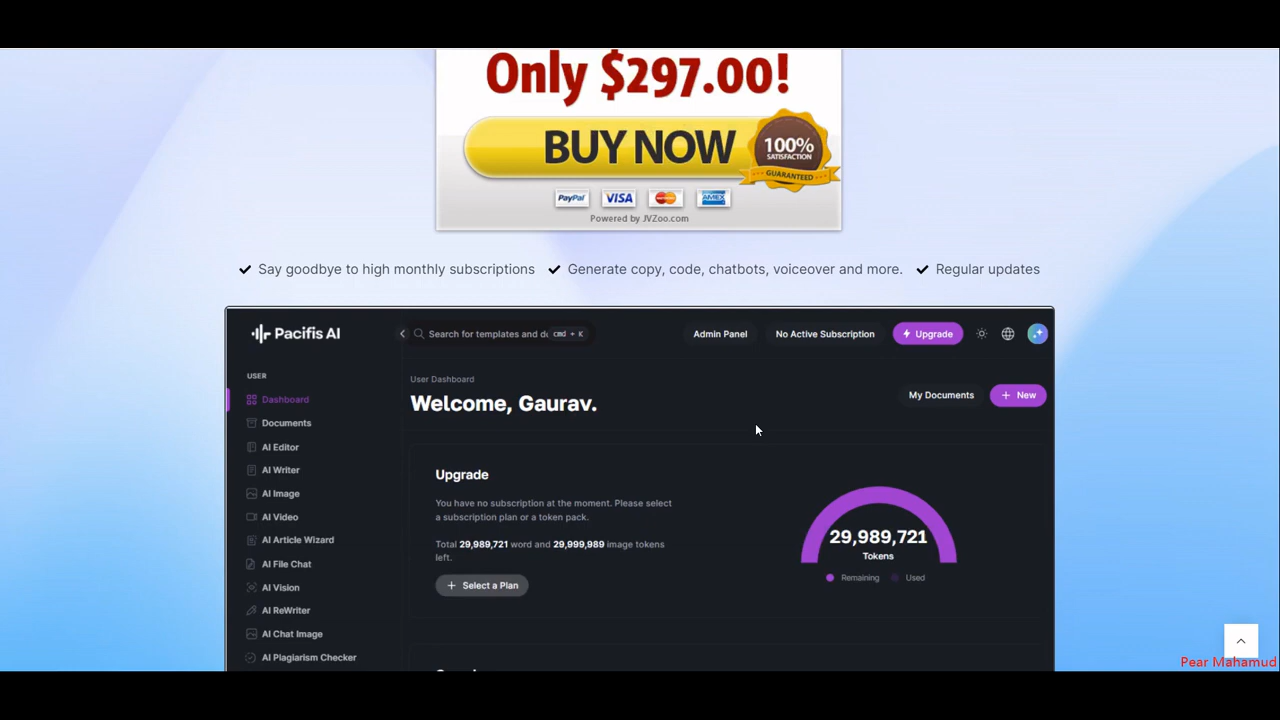 Only $297.00!
BUY NOW
100%
SATISFACTION
GUARANTEED
PayPal VISA MasterCard AMEX
Powered by JVZoo.com
Say goodbye to high monthly subscriptions Generate copy, code, chatbots, voiceover and more. Regular updates
Pacifis AI
Search for templates and do cmd + K
Admin Panel No Active Subscription Upgrade
USER
Dashboard
Documents
AI Editor
AI Writer
AI Image
AI Video
AI Article Wizard
AI File Chat
AI Vision
AI ReWriter
AI Chat Image
AI Plagiarism Checker
User Dashboard
Welcome, Gaurav.
My Documents + New
Upgrade
You have no subscription at the moment. Please select
a subscription plan or a token pack.
Total 29,989,721 word and 29,999,989 image tokens
left.
+ Select a Plan
29,989,721
Tokens
Remaining Used
Pear Mahamud